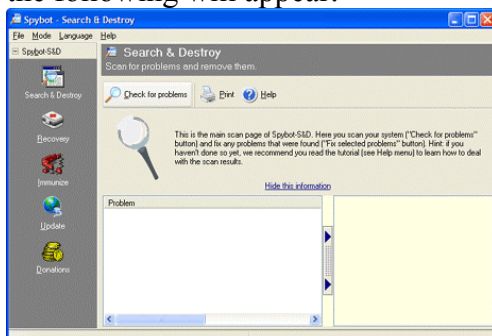 the following will appear:
Spybot - Search & Destroy
File Mode Language Help
Spybot-S&D
Search & Destroy
Scan for problems and remove them.
Search & Destroy
Recovery
Immunize
Update
Donations
Check for problems
Print
Help
This is the main scan page of Spybot-S&D. Here you scan your system ("Check for problems"
button) and fix any problems that were found ("Fix selected problems" button). Hint: if you
haven't done so yet, we recommend you read the tutorial (see Help menu) to learn how to deal
with the scan results.
Hide this information
Problem